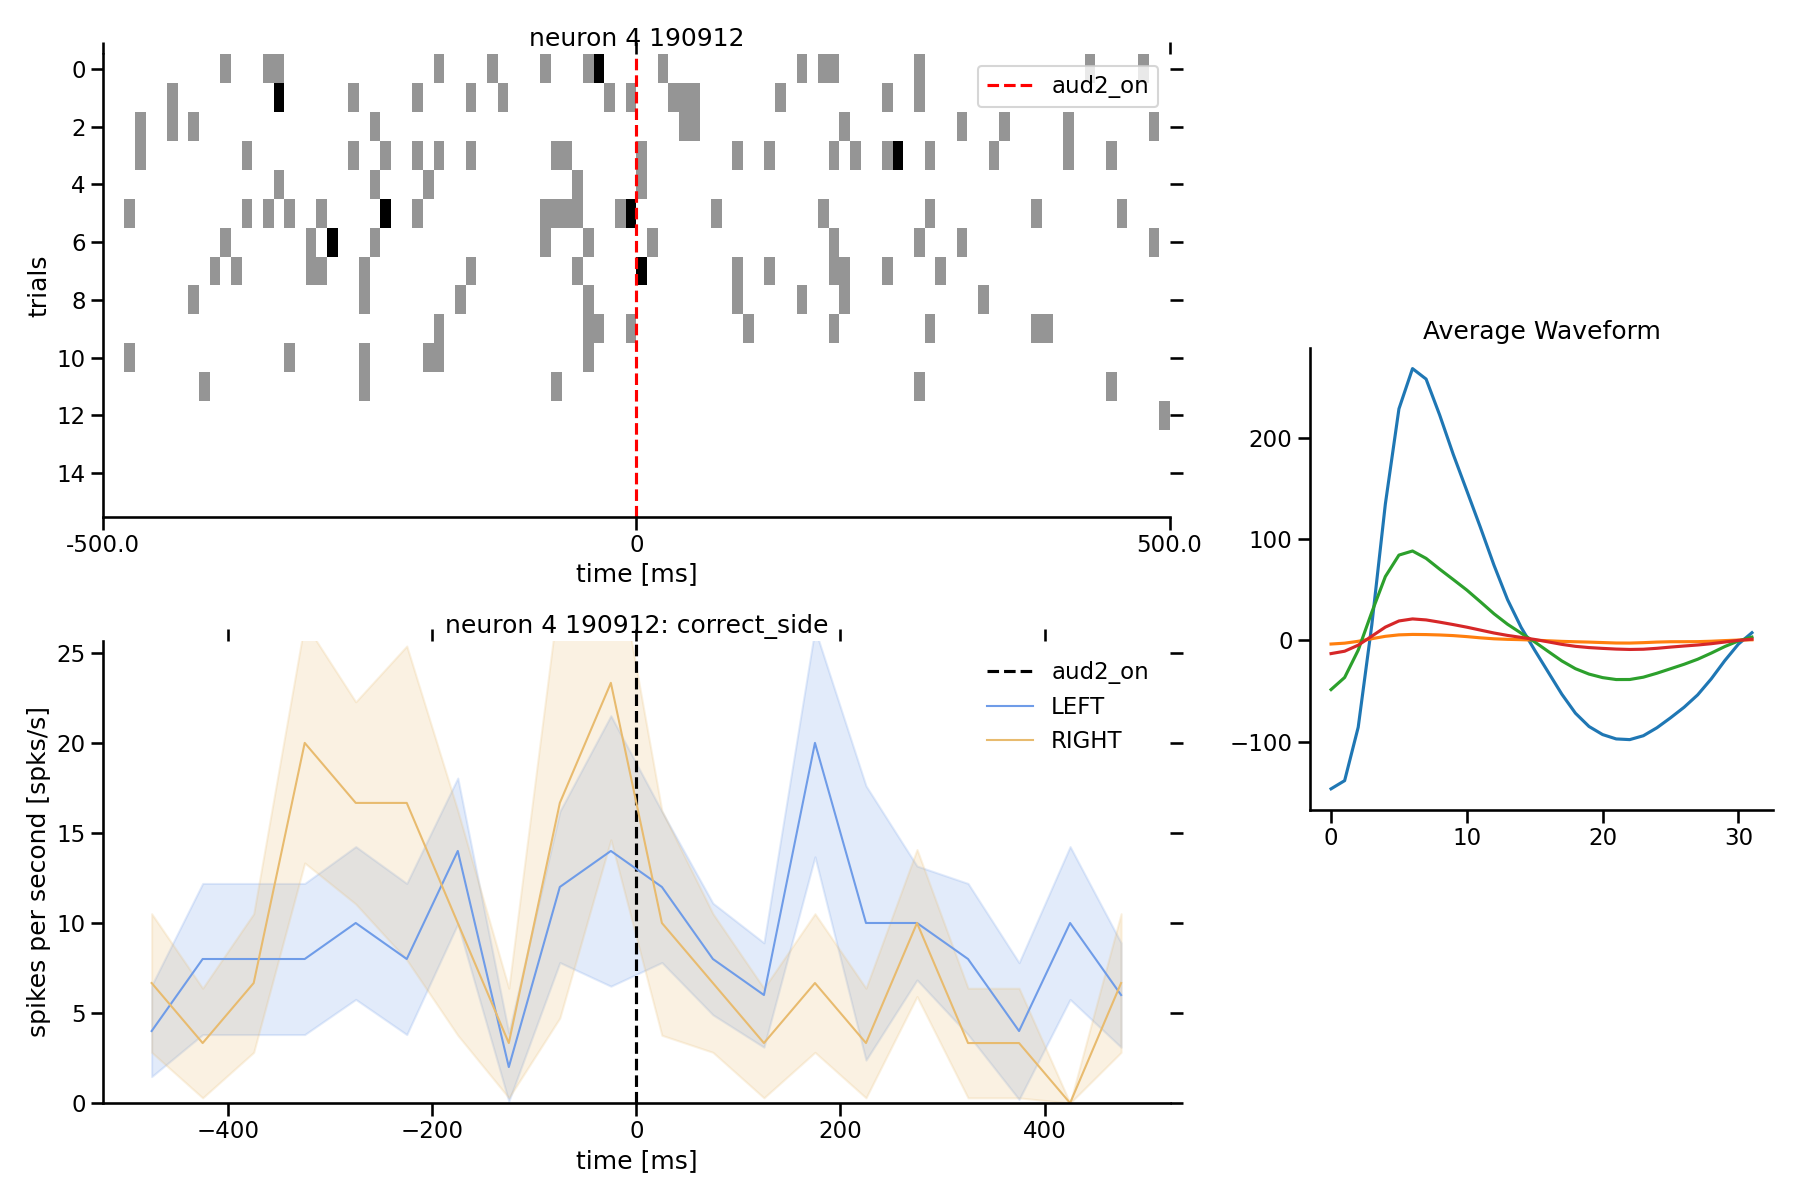 neuron 4 190912
0
2
4
6
8
10
12
14
trials
aud2_on
-500.0 0 500.0
time [ms]
neuron 4 190912: correct_side
25
20
15
10
5
0
spikes per second [spks/s]
aud2_on
LEFT
RIGHT
−400 −200 0 200 400
time [ms]
Average Waveform
200
100
0
−100
0 10 20 30